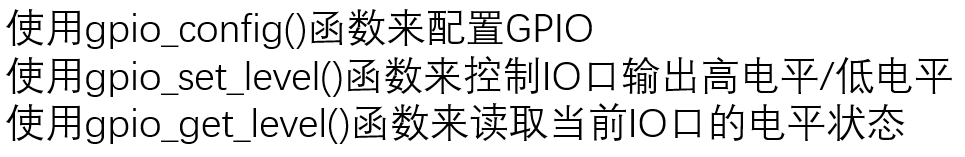 使用gpio_config()函数来配置GPIO
使用gpio_set_level()函数来控制IO口输出高电平/低电平
使用gpio_get_level()函数来读取当前IO口的电平状态